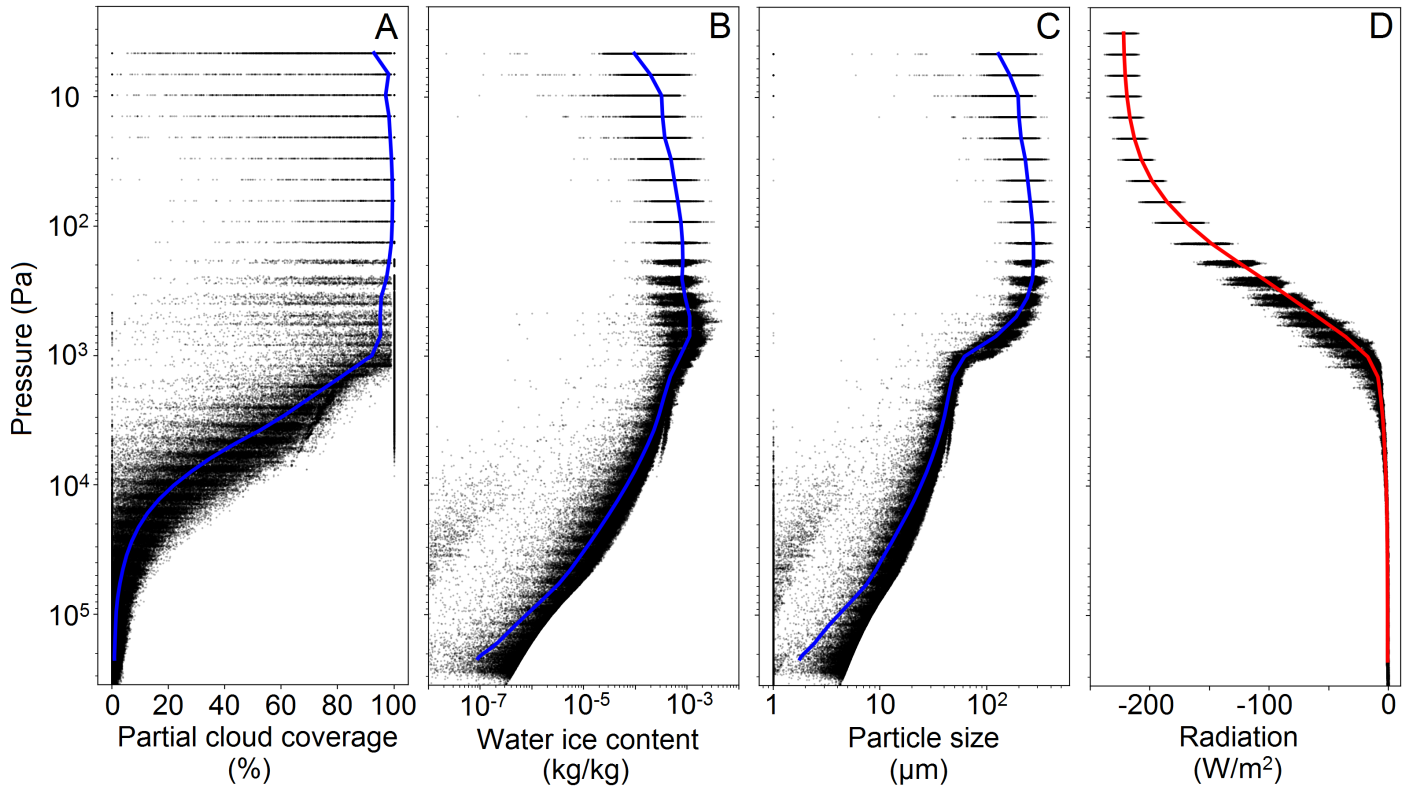 A
B
C
D
Pressure (Pa)
10
10²
10³
10⁴
10⁵
0 20 40 60 80 100
10⁻⁷ 10⁻⁵ 10⁻³
1 10 10²
-200 -100 0
Partial cloud coverage
(%)
Water ice content
(kg/kg)
Particle size
(µm)
Radiation
(W/m²)